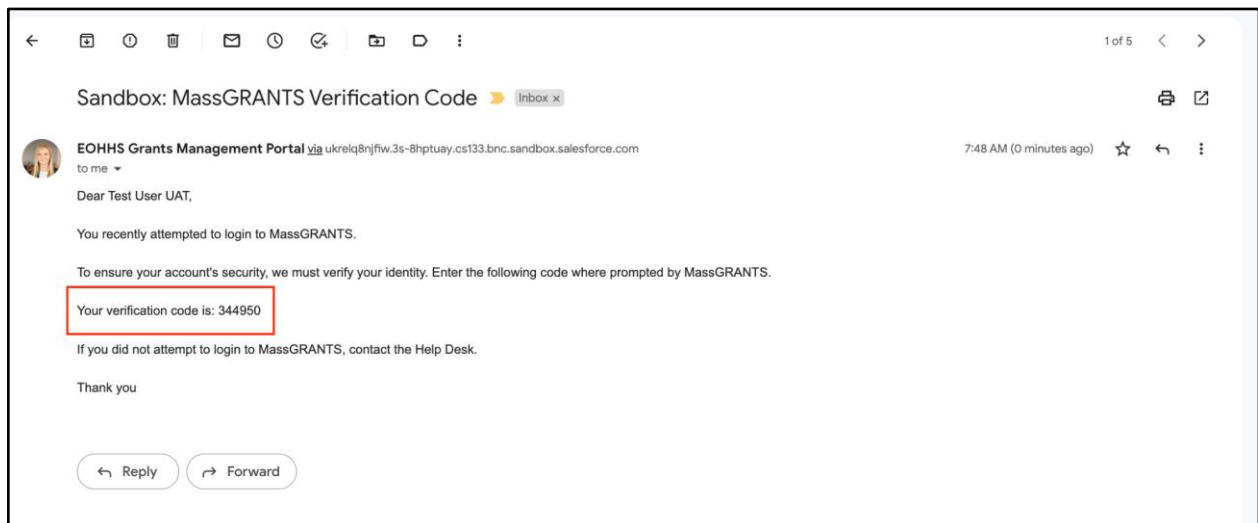 1 of 5
Sandbox: MassGRANTS Verification Code Inbox x
EOHHS Grants Management Portal via ukrelq8njfiw.3s-8hptuay.cs133.bnc.sandbox.salesforce.com 7:48 AM (0 minutes ago)
to me
Dear Test User UAT,
You recently attempted to login to MassGRANTS.
To ensure your account's security, we must verify your identity. Enter the following code where prompted by MassGRANTS.
Your verification code is: 344950
If you did not attempt to login to MassGRANTS, contact the Help Desk.
Thank you
Reply Forward